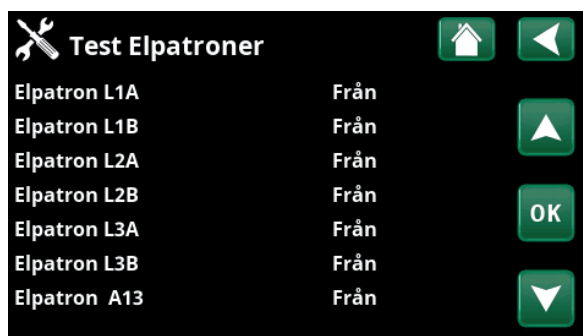 Test Elpatroner
Elpatron L1A Från
Elpatron L1B Från
Elpatron L2A Från
Elpatron L2B Från
Elpatron L3A Från
OK
Elpatron L3B Från
Elpatron A13 Från